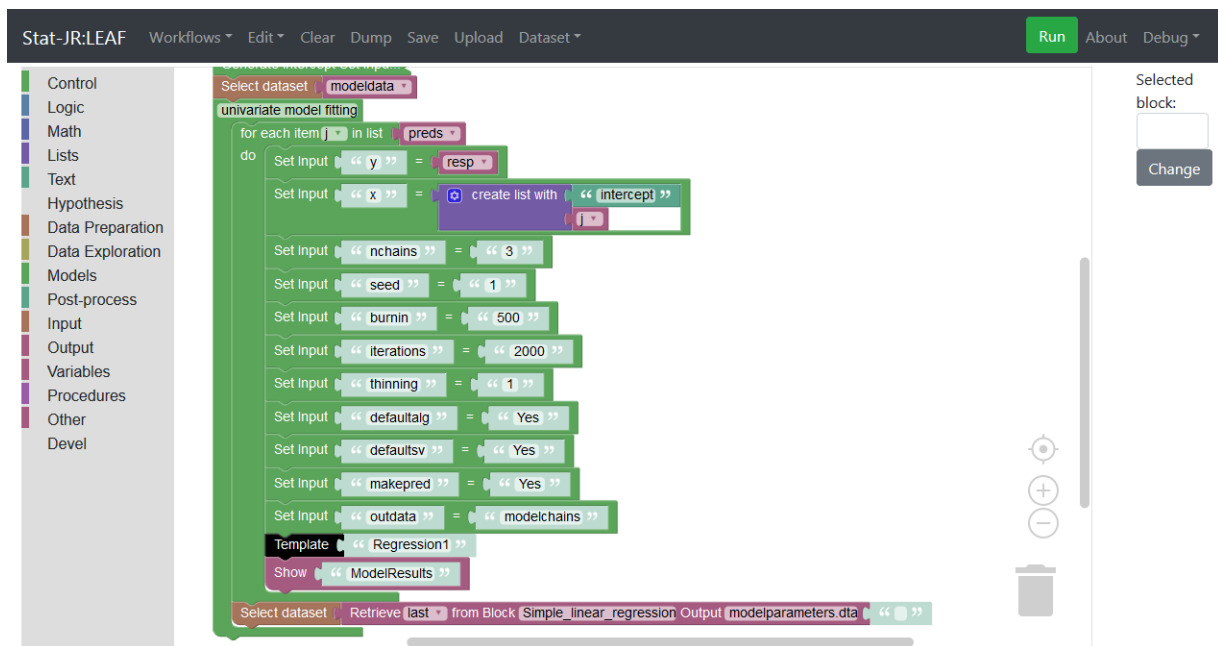 Stat-JR:LEAF Workflows Edit Clear Dump Save Upload Dataset Run About Debug
Control
Logic
Math
Lists
Text
Hypothesis
Data Preparation
Data Exploration
Models
Post-process
Input
Output
Variables
Procedures
Other
Devel
Select dataset modeldata
univariate model fitting
for each item j in list preds
do Set Input “ y ” = resp
Set Input “ x ” = create list with “ intercept ”
j
Set Input “ nchains ” = “ 3 ”
Set Input “ seed ” = “ 1 ”
Set Input “ burnin ” = “ 500 ”
Set Input “ iterations ” = “ 2000 ”
Set Input “ thinning ” = “ 1 ”
Set Input “ defaultalg ” = “ Yes ”
Set Input “ defaultsv ” = “ Yes ”
Set Input “ makepred ” = “ Yes ”
Set Input “ outdata ” = “ modelchains ”
Template “ Regression1 ”
Show “ ModelResults ”
Select dataset Retrieve last from Block Simple_linear_regression Output modelparameters.dta “ ”
Selected
block:
Change